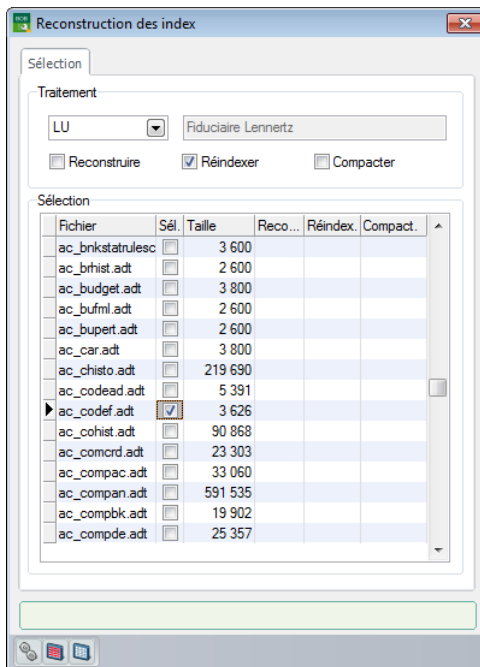 Reconstruction des index
Sélection
Traitement
LU Fiduciaire Lennertz
Reconstruire Réindexer Compacter
Sélection
Fichier Sél. Taille Reco... Réindex. Compact.
ac_bnkstatrulesc 3 600
ac_brhist.adt 2 600
ac_budget.adt 3 800
ac_bufml.adt 2 600
ac_bupert.adt 2 600
ac_car.adt 3 800
ac_chisto.adt 219 690
ac_codead.adt 5 391
ac_codef.adt 3 626
ac_cohist.adt 90 868
ac_comcrd.adt 23 303
ac_compac.adt 33 060
ac_compan.adt 591 535
ac_compbk.adt 19 902
ac_compde.adt 25 357